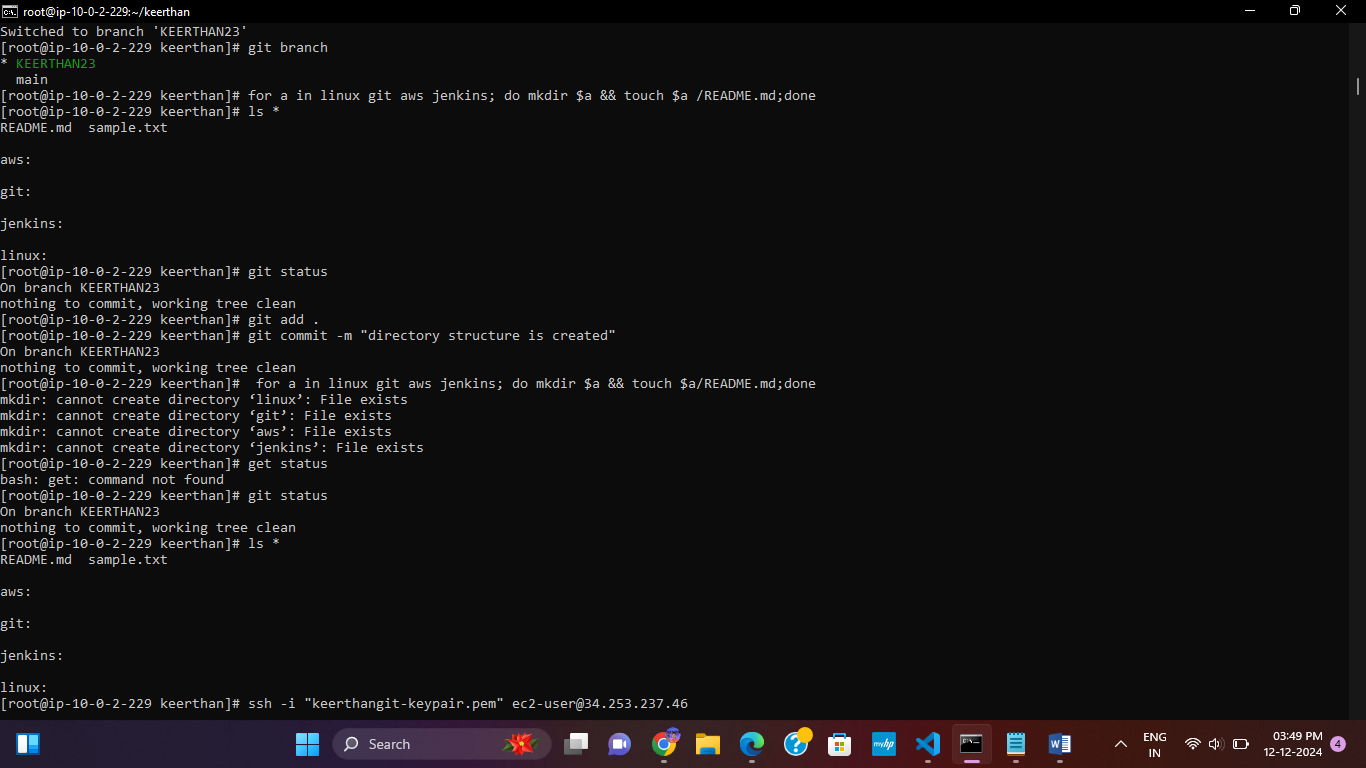 root@ip-10-0-2-229:~/keerthan
Switched to branch 'KEERTHAN23'
[root@ip-10-0-2-229 keerthan]# git branch
* KEERTHAN23
  main
[root@ip-10-0-2-229 keerthan]# for a in linux git aws jenkins; do mkdir $a && touch $a /README.md;done
[root@ip-10-0-2-229 keerthan]# ls *
README.md  sample.txt

aws:

git:

jenkins:

linux:
[root@ip-10-0-2-229 keerthan]# git status
On branch KEERTHAN23
nothing to commit, working tree clean
[root@ip-10-0-2-229 keerthan]# git add .
[root@ip-10-0-2-229 keerthan]# git commit -m "directory structure is created"
On branch KEERTHAN23
nothing to commit, working tree clean
[root@ip-10-0-2-229 keerthan]#  for a in linux git aws jenkins; do mkdir $a && touch $a/README.md;done
mkdir: cannot create directory ‘linux’: File exists
mkdir: cannot create directory ‘git’: File exists
mkdir: cannot create directory ‘aws’: File exists
mkdir: cannot create directory ‘jenkins’: File exists
[root@ip-10-0-2-229 keerthan]# get status
bash: get: command not found
[root@ip-10-0-2-229 keerthan]# git status
On branch KEERTHAN23
nothing to commit, working tree clean
[root@ip-10-0-2-229 keerthan]# ls *
README.md  sample.txt

aws:

git:

jenkins:

linux:
[root@ip-10-0-2-229 keerthan]# ssh -i "keerthangit-keypair.pem" ec2-user@34.253.237.46
Search
myhp
ENG
IN
03:49 PM
12-12-2024
4